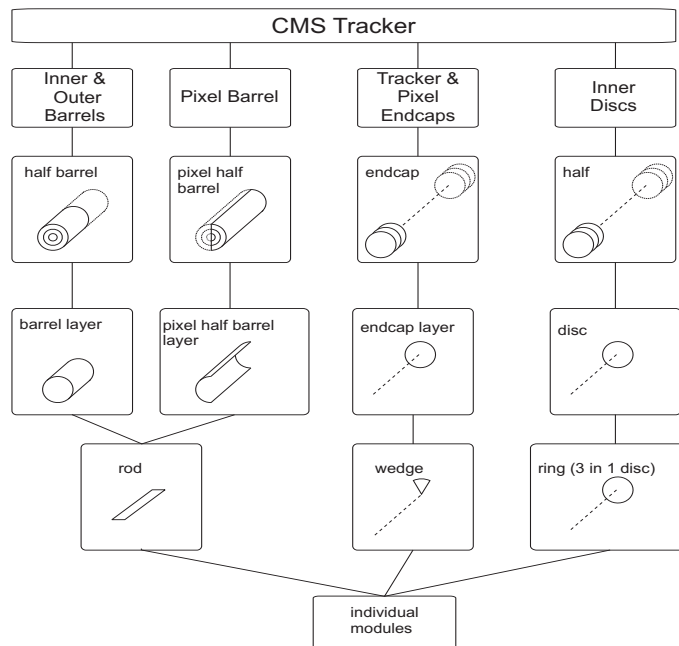 CMS Tracker
Inner &
Outer
Barrels
Pixel Barrel
Tracker &
Pixel
Endcaps
Inner
Discs
half barrel
pixel half
barrel
endcap
half
barrel layer
pixel half barrel
layer
endcap layer
disc
rod
wedge
ring (3 in 1 disc)
individual
modules